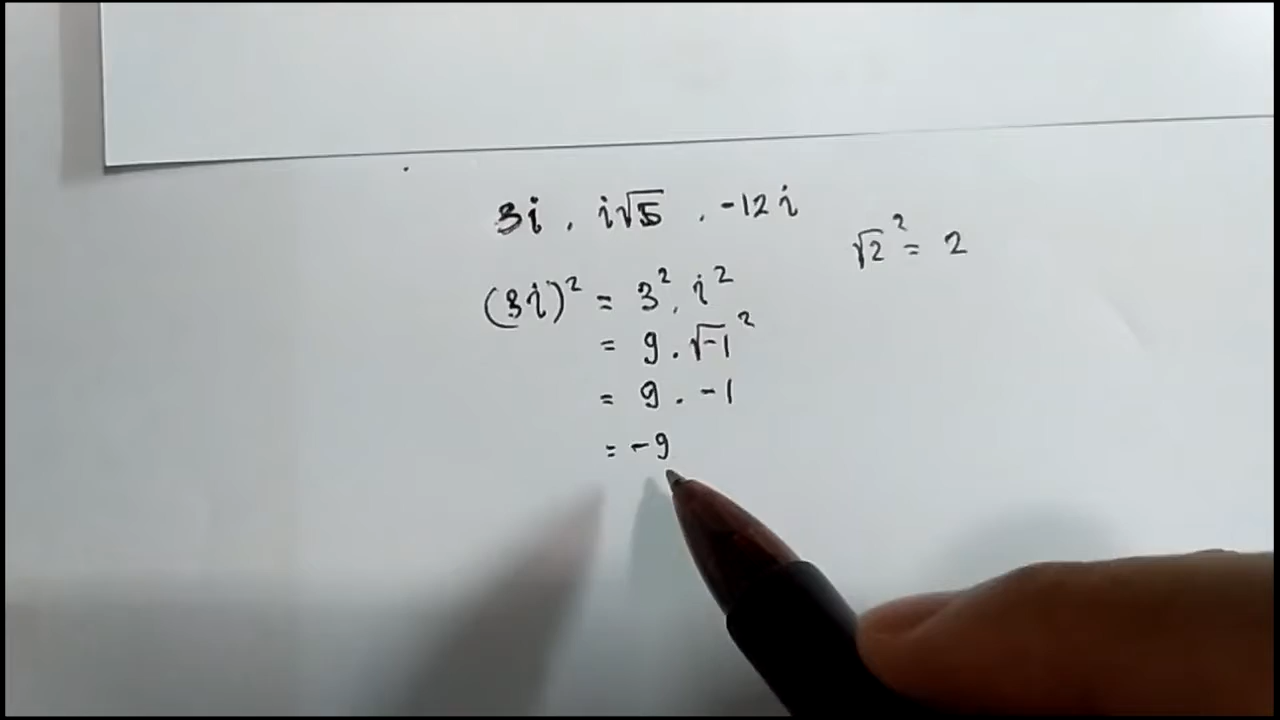 3i , i√5 , -12i
√2² = 2
(3i)² = 3² . i²
= 9 . √-1²
= 9 . -1
= -9